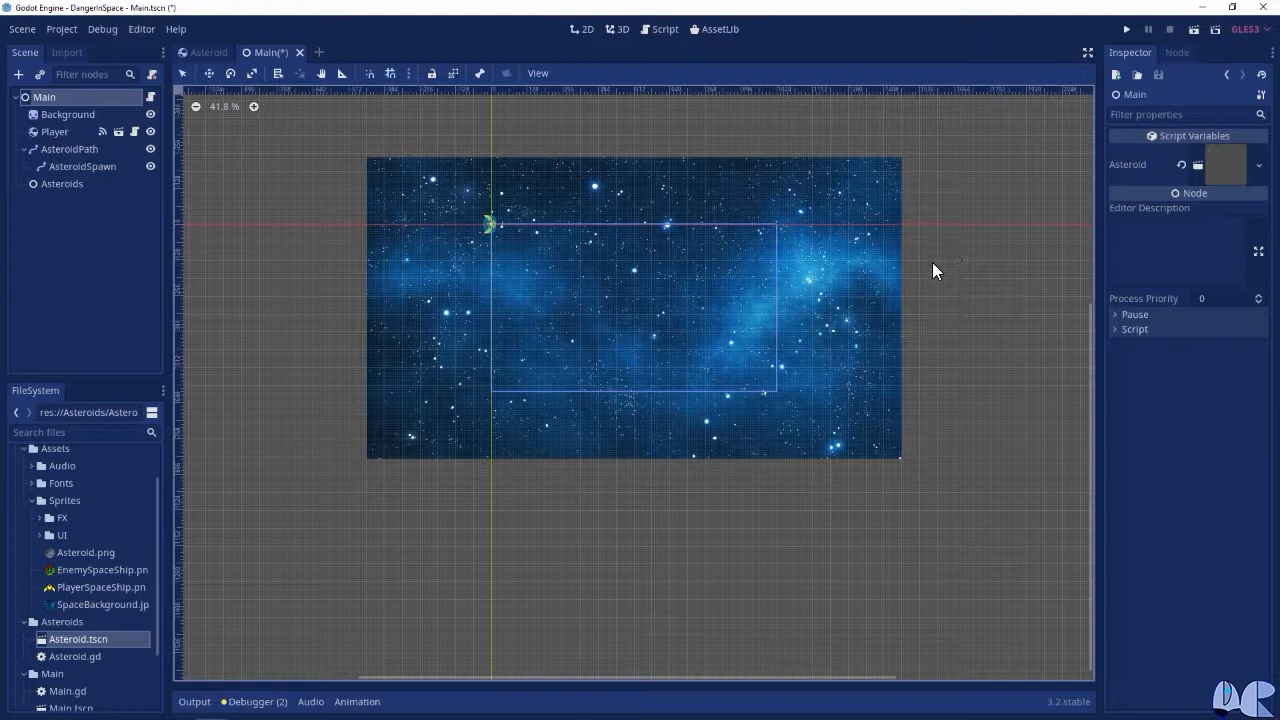 Godot Engine - DangerInSpace - Main.tscn (*)
Scene Project Debug Editor Help
2D 3D Script AssetLib
GLES3
Scene Import
Filter nodes
Main
Background
Player
AsteroidPath
AsteroidSpawn
Asteroids
FileSystem
res://Asteroids/Astero
Search files
Assets
Audio
Fonts
Sprites
FX
UI
Asteroid.png
EnemySpaceShip.pn
PlayerSpaceShip.pn
SpaceBackground.jp
Asteroids
Asteroid.tscn
Asteroid.gd
Main
Main.gd
Main.tscn
Asteroid Main(*)
View
41.8 %
Output Debugger (2) Audio Animation
3.2.stable
Inspector Node
Main
Filter properties
Script Variables
Asteroid
Node
Editor Description
Process Priority 0
Pause
Script